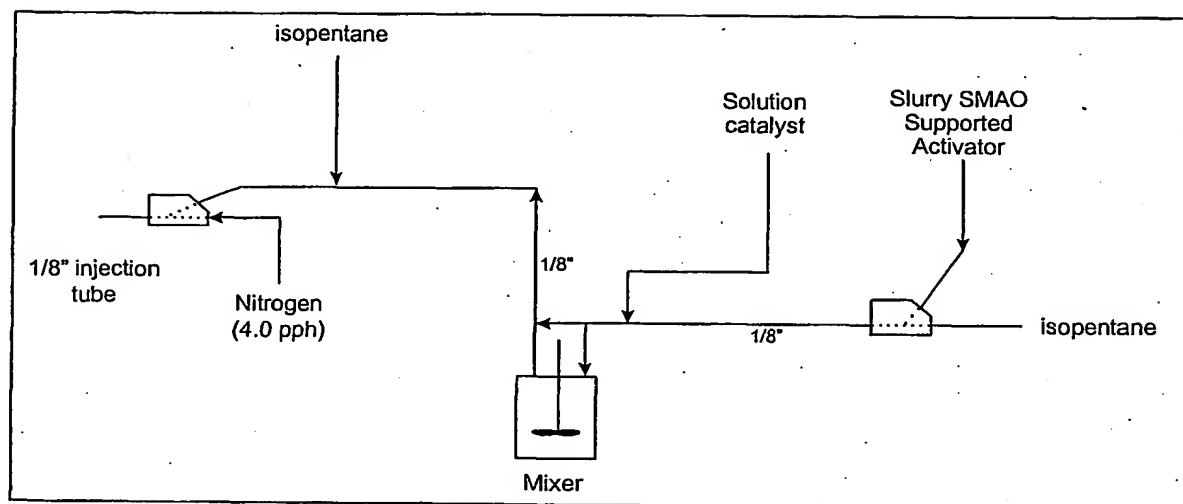 isopentane
Solution
catalyst
Slurry SMAO
Supported
Activator
1/8" injection
tube
Nitrogen
(4.0 pph)
1/8"
1/8"
isopentane
Mixer